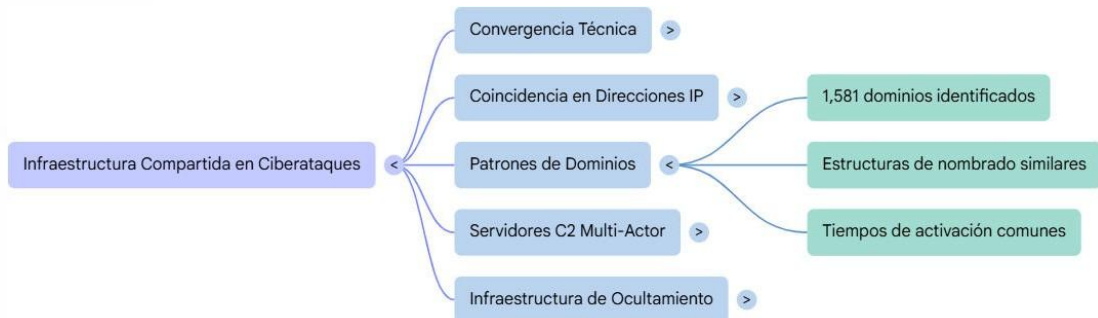 Infraestructura Compartida en Ciberataques
<
Convergencia Técnica
>
Coincidencia en Direcciones IP
>
Patrones de Dominios
<
1,581 dominios identificados
Estructuras de nombrado similares
Tiempos de activación comunes
Servidores C2 Multi-Actor
>
Infraestructura de Ocultamiento
>